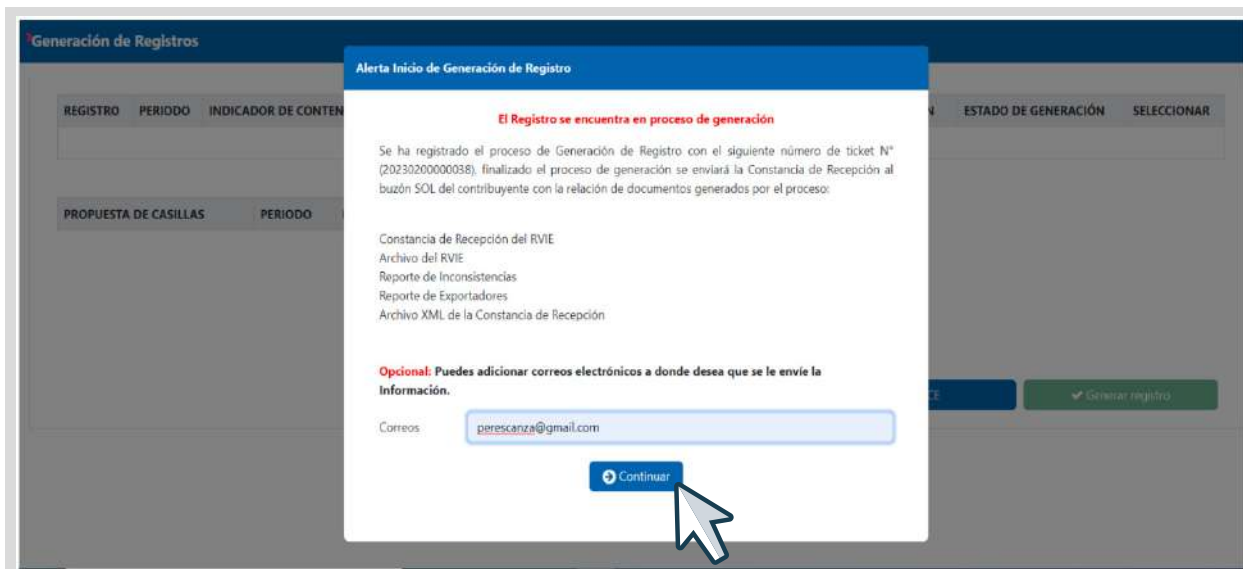 Generación de Registros
Alerta Inicio de Generación de Registro
REGISTRO PERIODO INDICADOR DE CONTEN N ESTADO DE GENERACIÓN SELECCIONAR
El Registro se encuentra en proceso de generación
Se ha registrado el proceso de Generación de Registro con el siguiente número de ticket N°
(20230200000038), finalizado el proceso de generación se enviará la Constancia de Recepción al
buzón SOL del contribuyente con la relación de documentos generados por el proceso:
PROPUESTA DE CASILLAS PERIODO
Constancia de Recepción del RVIE
Archivo del RVIE
Reporte de Inconsistencias
Reporte de Exportadores
Archivo XML de la Constancia de Recepción
Opcional: Puedes adicionar correos electrónicos a donde desea que se le envíe la
Información.
CE Generar registro
Correos perescanza@gmail.com
Continuar